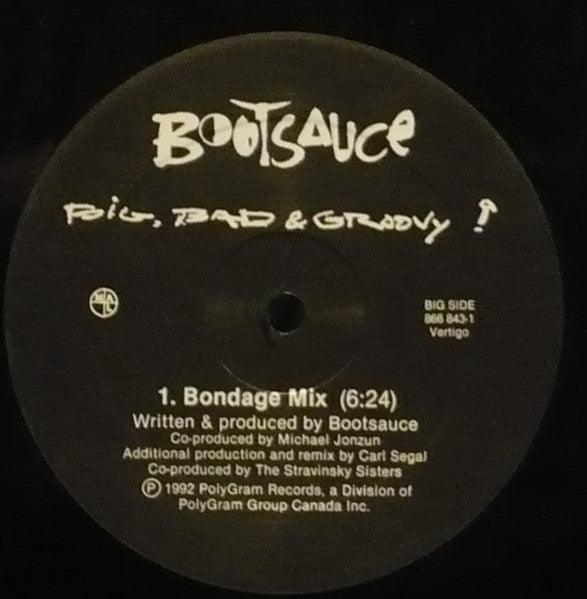 BOOTSAUCE
BIG, BAD & GROOVY !
BIG SIDE
866 843-1
Vertigo
1. Bondage Mix (6:24)
Written & produced by Bootsauce
Co-produced by Michael Jonzun
Additional production and remix by Carl Segal
Co-produced by The Stravinsky Sisters
Ⓟ 1992 PolyGram Records, a Division of
PolyGram Group Canada Inc.